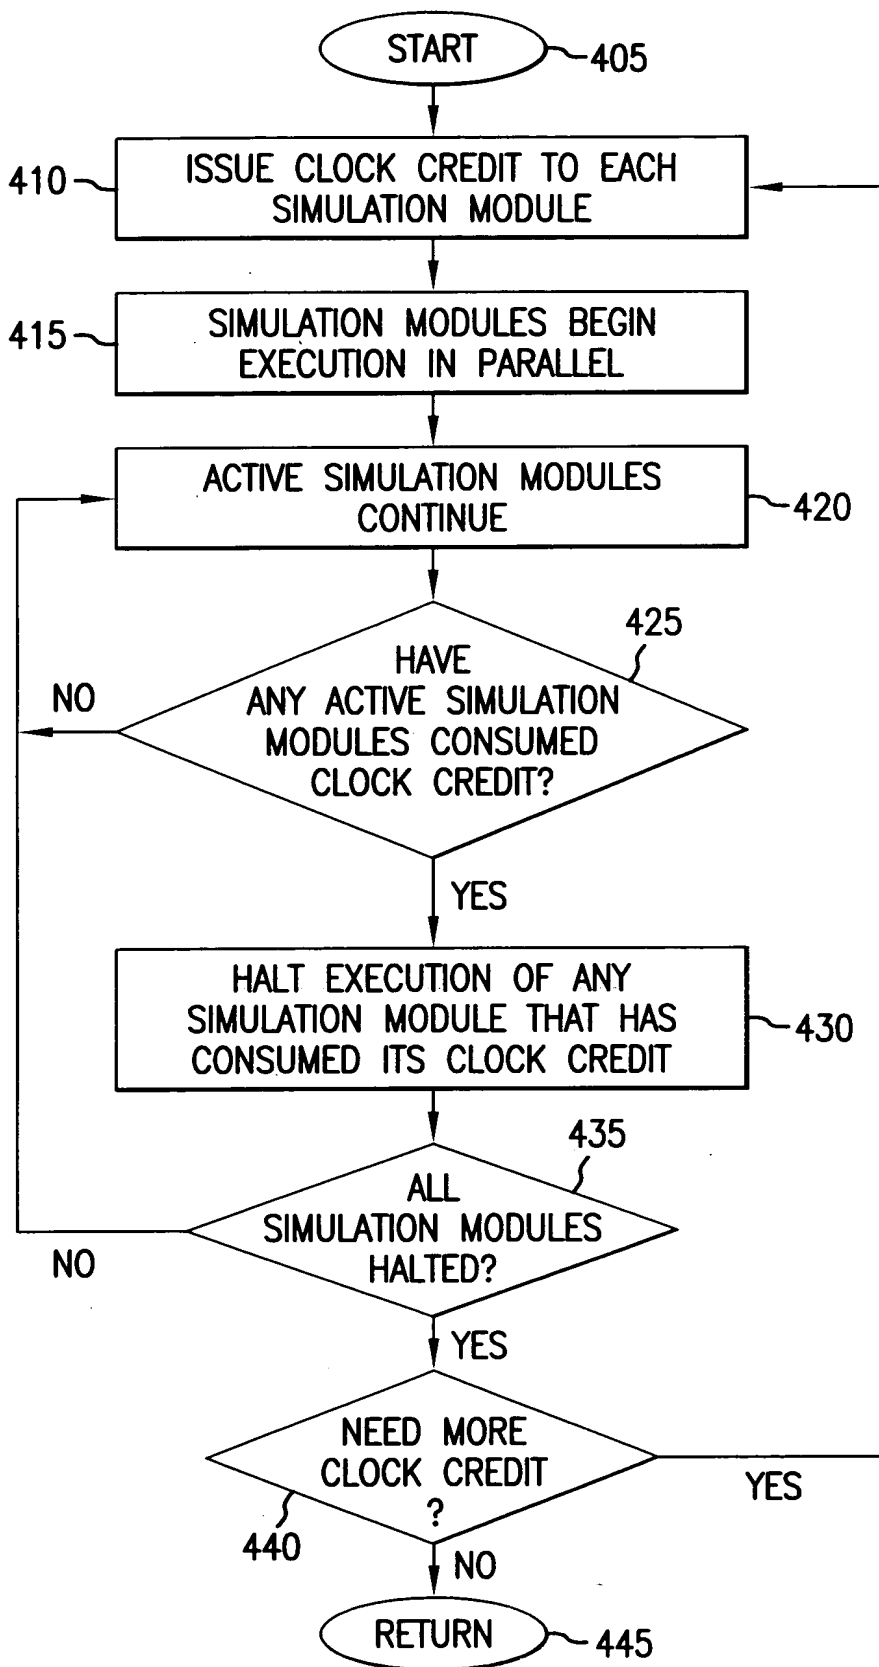 START
405
410
ISSUE CLOCK CREDIT TO EACH
SIMULATION MODULE
415
SIMULATION MODULES BEGIN
EXECUTION IN PARALLEL
ACTIVE SIMULATION MODULES
CONTINUE
420
425
HAVE
ANY ACTIVE SIMULATION
MODULES CONSUMED
CLOCK CREDIT?
NO
YES
HALT EXECUTION OF ANY
SIMULATION MODULE THAT HAS
CONSUMED ITS CLOCK CREDIT
430
435
ALL
SIMULATION MODULES
HALTED?
NO
YES
NEED MORE
CLOCK CREDIT
?
YES
440
NO
RETURN
445